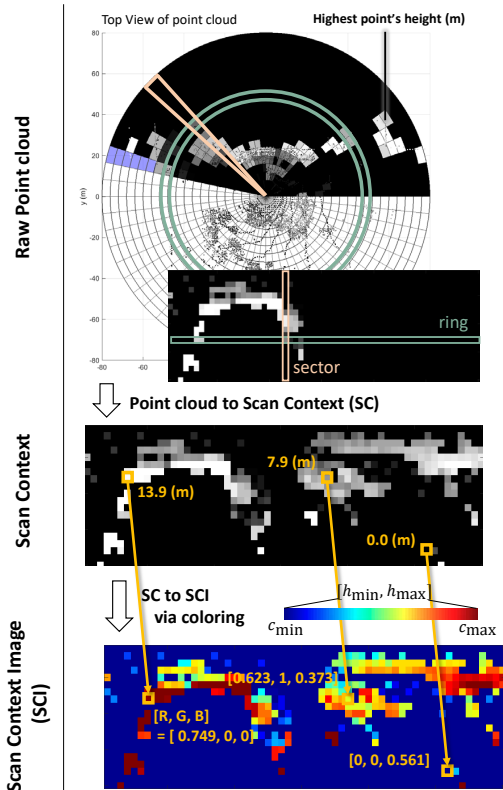 Top View of point cloud
Highest point's height (m)
Raw Point cloud
y (m)
80
60
40
20
0
-20
-40
-60
-80
-80
-60
ring
sector
Point cloud to Scan Context (SC)
Scan Context
13.9 (m)
7.9 (m)
0.0 (m)
SC to SCI
via coloring
[hmin, hmax]
cmin
cmax
Scan Context Image
(SCI)
[0.623, 1, 0.373]
[R, G, B]
= [ 0.749, 0, 0]
[0, 0, 0.561]